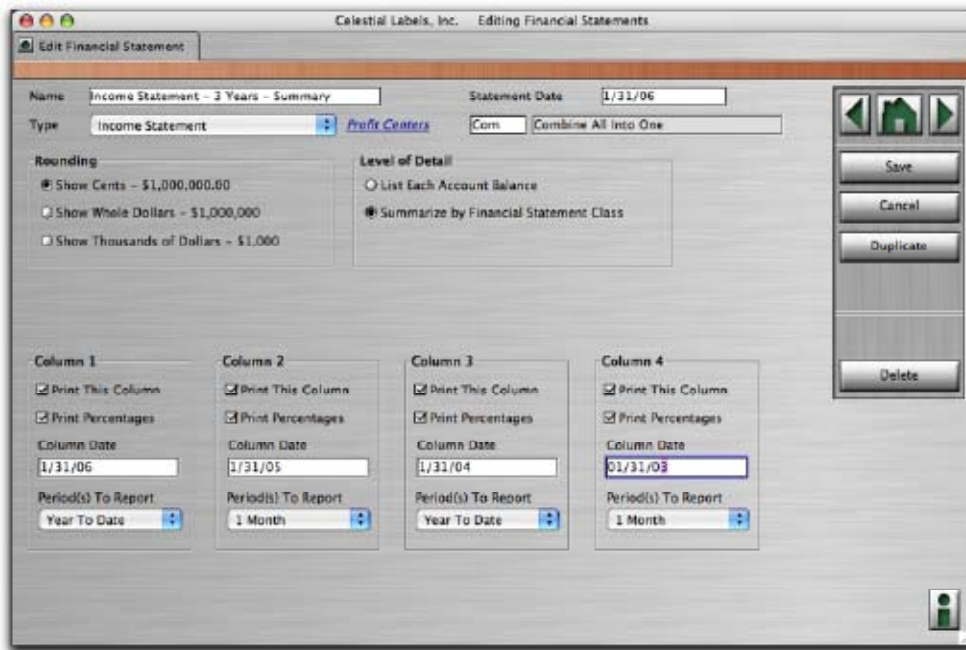 Celestial Labels, Inc. Editing Financial Statements
Edit Financial Statement
Name Income Statement – 3 Years – Summary Statement Date 1/31/06
Type Income Statement Profit Centers Com Combine All Into One
Rounding
Show Cents – $1,000,000.00
Show Whole Dollars – $1,000,000
Show Thousands of Dollars – $1,000
Level of Detail
List Each Account Balance
Summarize by Financial Statement Class
Save
Cancel
Duplicate
Delete
Column 1
Print This Column
Print Percentages
Column Date
1/31/06
Period(s) To Report
Year To Date
Column 2
Print This Column
Print Percentages
Column Date
1/31/05
Period(s) To Report
1 Month
Column 3
Print This Column
Print Percentages
Column Date
1/31/04
Period(s) To Report
Year To Date
Column 4
Print This Column
Print Percentages
Column Date
01/31/03
Period(s) To Report
1 Month